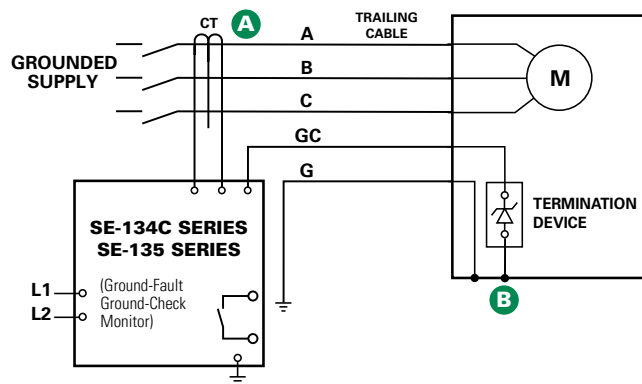 CT
A
TRAILING
CABLE
A
GROUNDED
SUPPLY
B
M
C
GC
G
SE-134C SERIES
SE-135 SERIES
TERMINATION
DEVICE
(Ground-Fault
Ground-Check
Monitor)
L1
L2
B